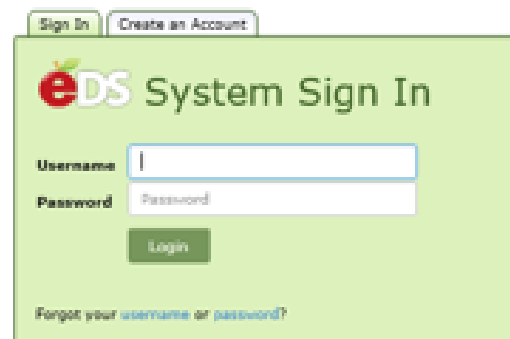 Sign In Create an Account
eDS System Sign In
Username
Password Password
Login
Forgot your username or password?